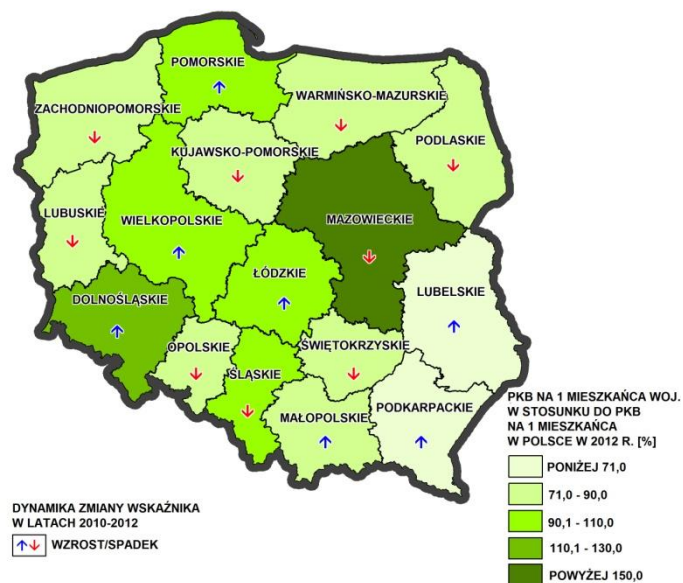 POMORSKIE
ZACHODNIOPOMORSKIE
WARMIŃSKO-MAZURSKIE
PODLASKIE
KUJAWSKO-POMORSKIE
LUBUSKIE
WIELKOPOLSKIE
MAZOWIECKIE
ŁÓDZKIE
LUBELSKIE
DOLNOŚLĄSKIE
OPOLSKIE
ŚWIĘTOKRZYSKIE
ŚLĄSKIE
MAŁOPOLSKIE
PODKARPACKIE
PKB NA 1 MIESZKAŃCA WOJ.
W STOSUNKU DO PKB
NA 1 MIESZKAŃCA
W POLSCE W 2012 R. [%]
PONIŻEJ 71,0
71,0 - 90,0
90,1 - 110,0
110,1 - 130,0
POWYŻEJ 150,0
DYNAMIKA ZMIANY WSKAŹNIKA
W LATACH 2010-2012
WZROST/SPADEK